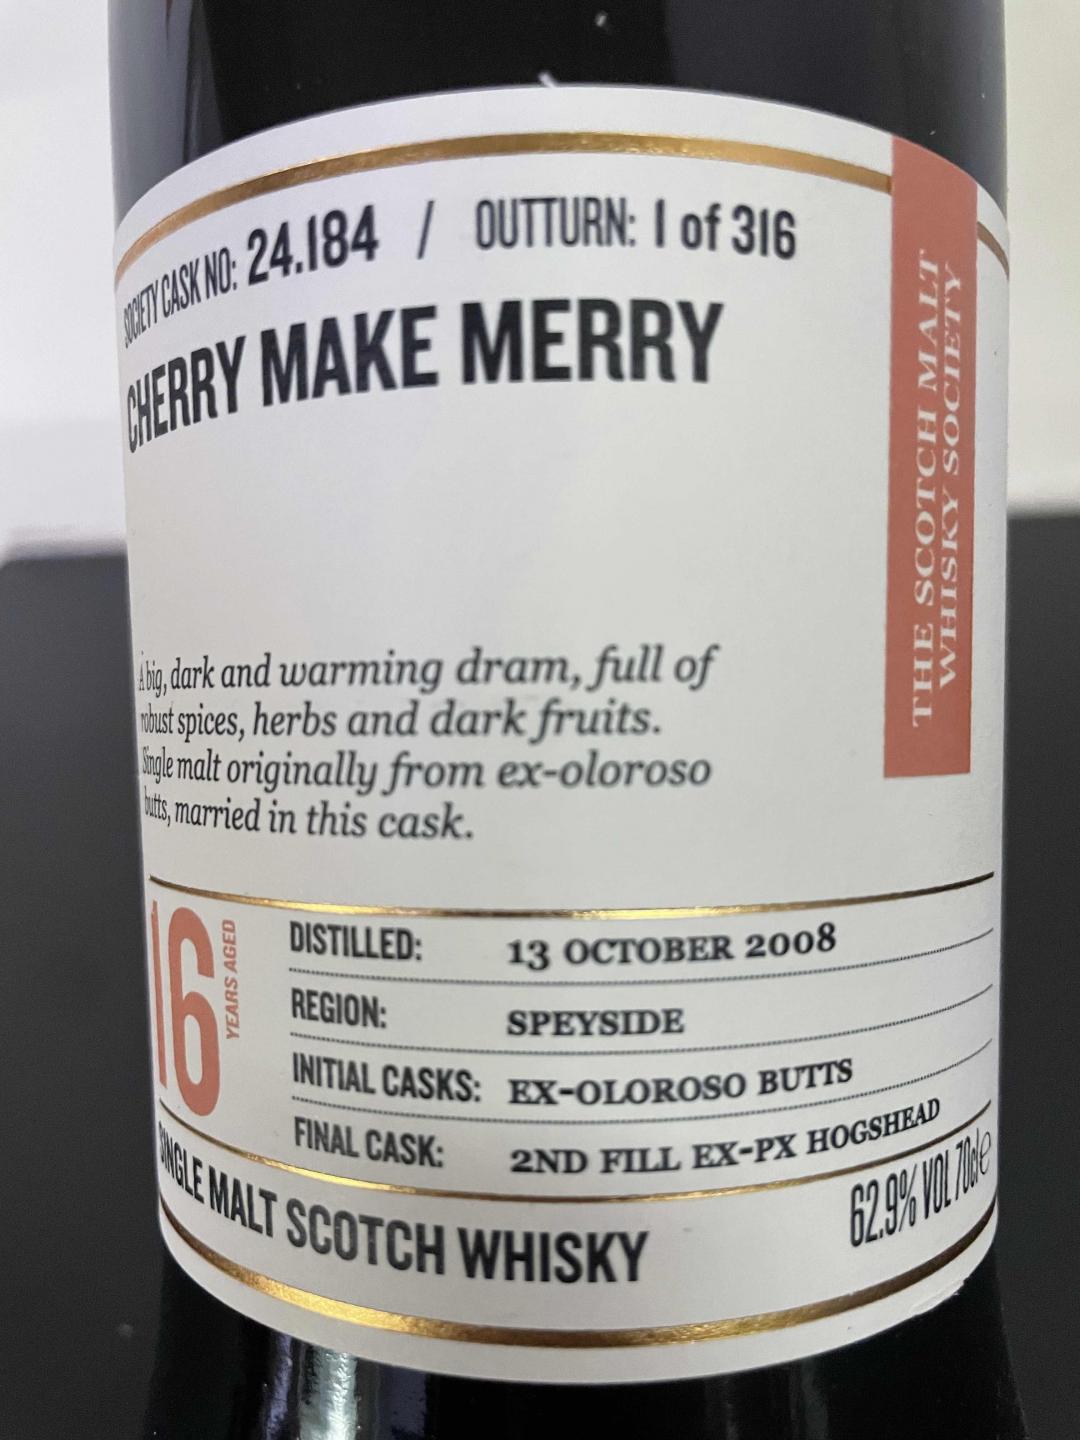 SOCIETY CASK NO: 24.184 / OUTTURN: 1 of 316
CHERRY MAKE MERRY
THE SCOTCH MALT
WHISKY SOCIETY
A big, dark and warming dram, full of
robust spices, herbs and dark fruits.
Single malt originally from ex-oloroso
butts, married in this cask.
16
YEARS AGED
DISTILLED: 13 OCTOBER 2008
REGION: SPEYSIDE
INITIAL CASKS: EX-OLOROSO BUTTS
FINAL CASK: 2ND FILL EX-PX HOGSHEAD
SINGLE MALT SCOTCH WHISKY
62.9% VOL 70cl e